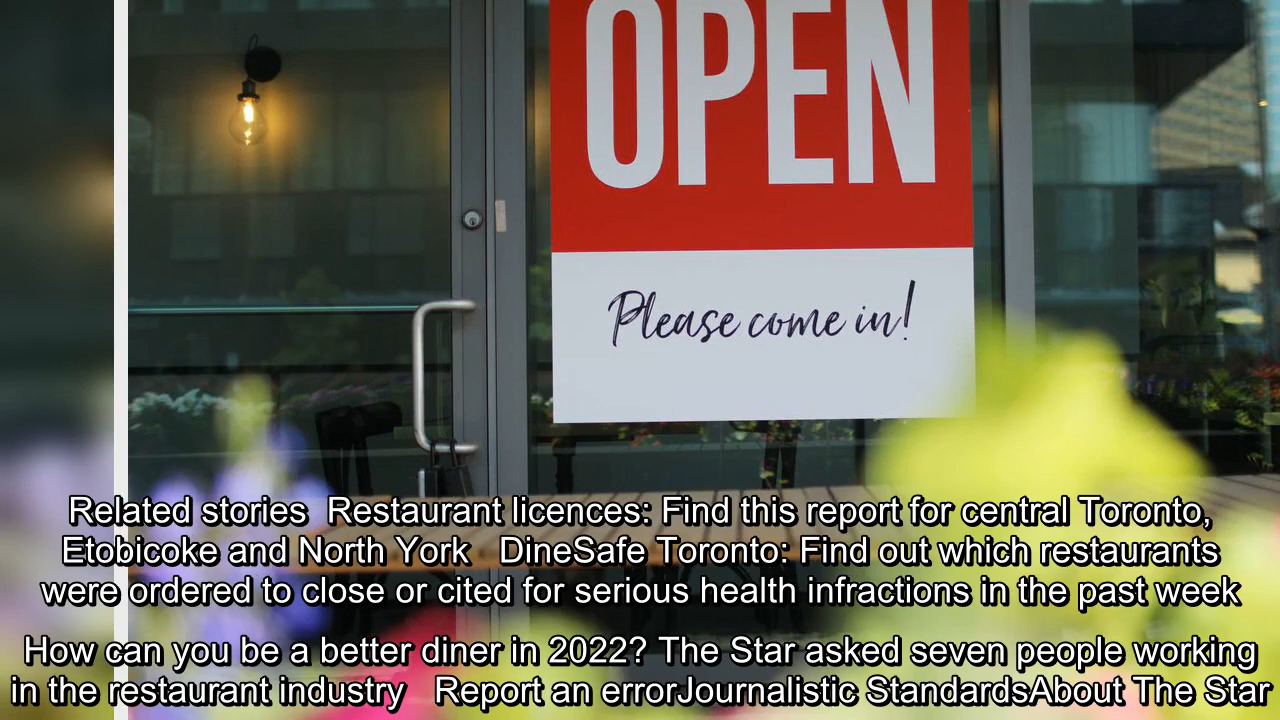 OPEN
Please come in!
Related stories Restaurant licences: Find this report for central Toronto,
Etobicoke and North York DineSafe Toronto: Find out which restaurants
were ordered to close or cited for serious health infractions in the past week
How can you be a better diner in 2022? The Star asked seven people working
in the restaurant industry Report an errorJournalistic StandardsAbout The Star